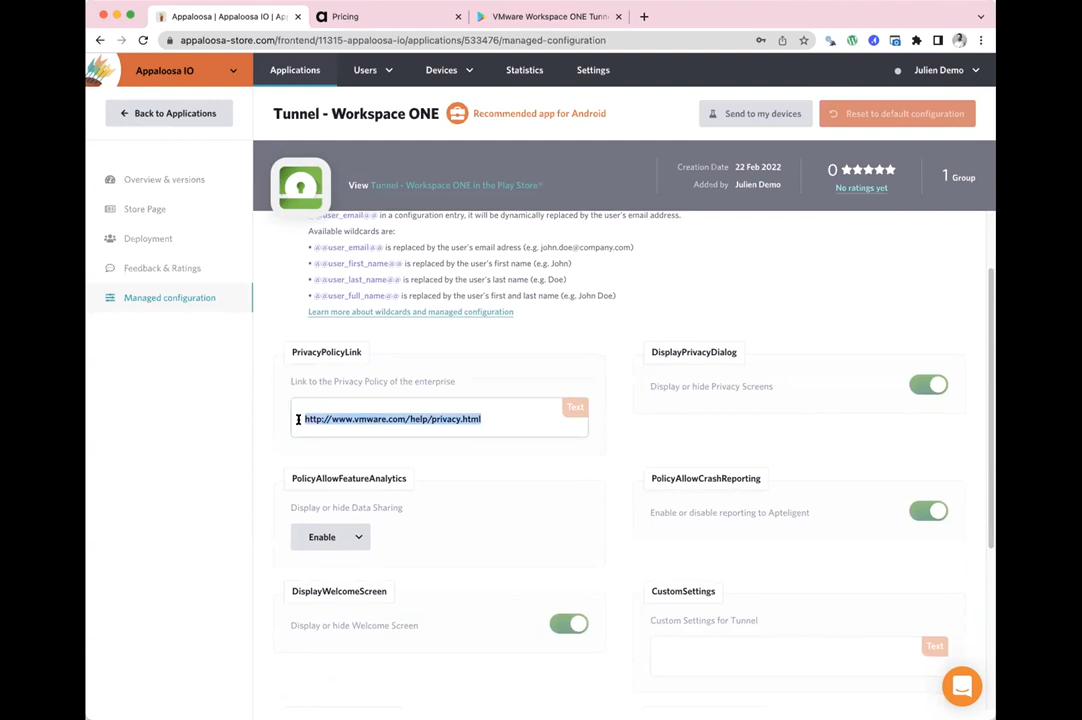 Appaloosa | Appaloosa IO | Ap
Pricing
VMware Workspace ONE Tunn
appaloosa-store.com/frontend/11315-appaloosa-io/applications/533476/managed-configuration
Appaloosa IO
Applications
Users
Devices
Statistics
Settings
Julien Demo
Back to Applications
Tunnel - Workspace ONE
Recommended app for Android
Send to my devices
Reset to default configuration
Overview & versions
Store Page
Deployment
Feedback & Ratings
Managed configuration
View Tunnel - Workspace ONE in the Play Store
Creation Date 22 Feb 2022
Added by Julien Demo
0
No ratings yet
1 Group
@@user_email@@ in a configuration entry, it will be dynamically replaced by the user's email address.
Available wildcards are:
• @@user_email@@ is replaced by the user's email adress (e.g. john.doe@company.com)
• @@user_first_name@@ is replaced by the user's first name (e.g. John)
• @@user_last_name@@ is replaced by the user's last name (e.g. Doe)
• @@user_full_name@@ is replaced by the user's first and last name (e.g. John Doe)
Learn more about wildcards and managed configuration
PrivacyPolicyLink
Link to the Privacy Policy of the enterprise
Text
http://www.vmware.com/help/privacy.html
DisplayPrivacyDialog
Display or hide Privacy Screens
PolicyAllowFeatureAnalytics
Display or hide Data Sharing
Enable
PolicyAllowCrashReporting
Enable or disable reporting to Apteligent
DisplayWelcomeScreen
Display or hide Welcome Screen
CustomSettings
Custom Settings for Tunnel
Text